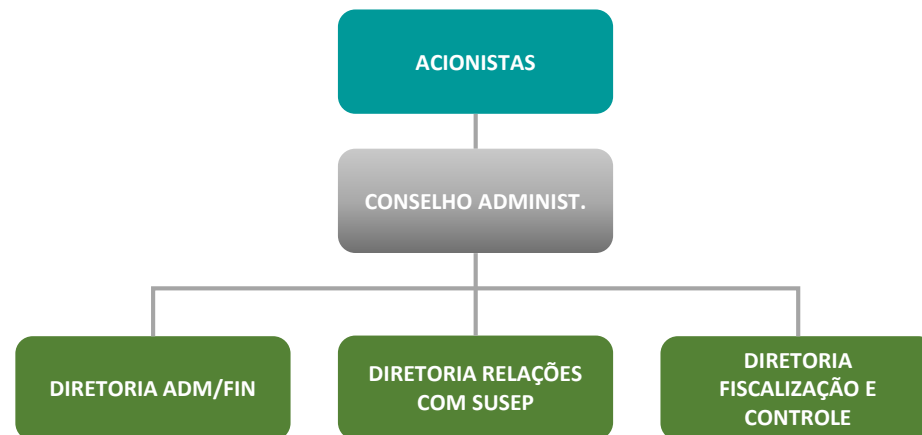 ACIONISTAS
CONSELHO ADMINIST.
DIRETORIA ADM/FIN
DIRETORIA RELAÇÕES
COM SUSEP
DIRETORIA
FISCALIZAÇÃO E
CONTROLE